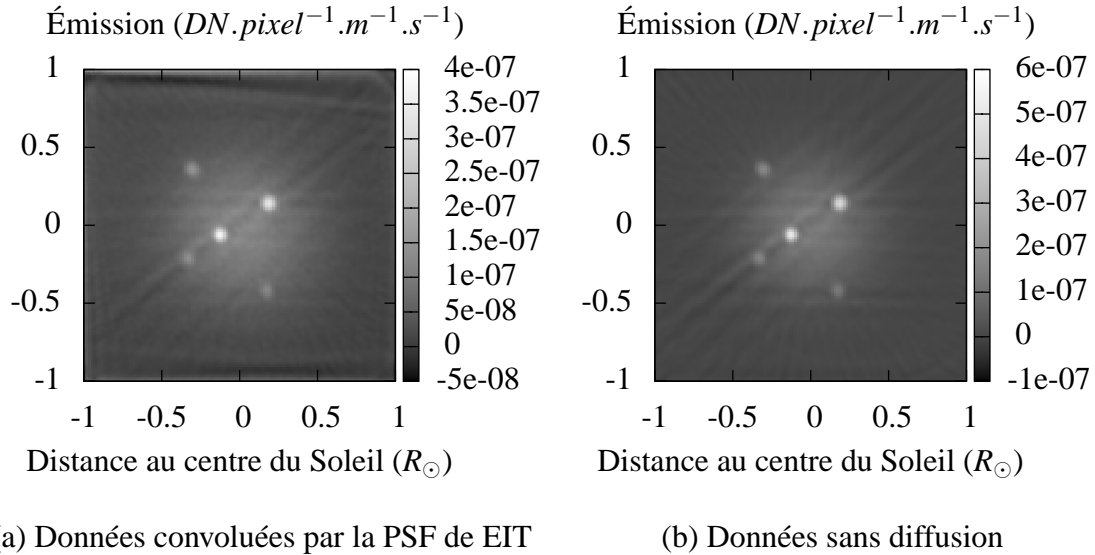 Émission (DN.pixel⁻¹.m⁻¹.s⁻¹)
1
0.5
0
-0.5
-1
-1 -0.5 0 0.5 1
4e-07
3.5e-07
3e-07
2.5e-07
2e-07
1.5e-07
1e-07
5e-08
0
-5e-08
Distance au centre du Soleil (R☉)
(a) Données convoluées par la PSF de EIT
Émission (DN.pixel⁻¹.m⁻¹.s⁻¹)
1
0.5
0
-0.5
-1
-1 -0.5 0 0.5 1
6e-07
5e-07
4e-07
3e-07
2e-07
1e-07
0
-1e-07
Distance au centre du Soleil (R☉)
(b) Données sans diffusion